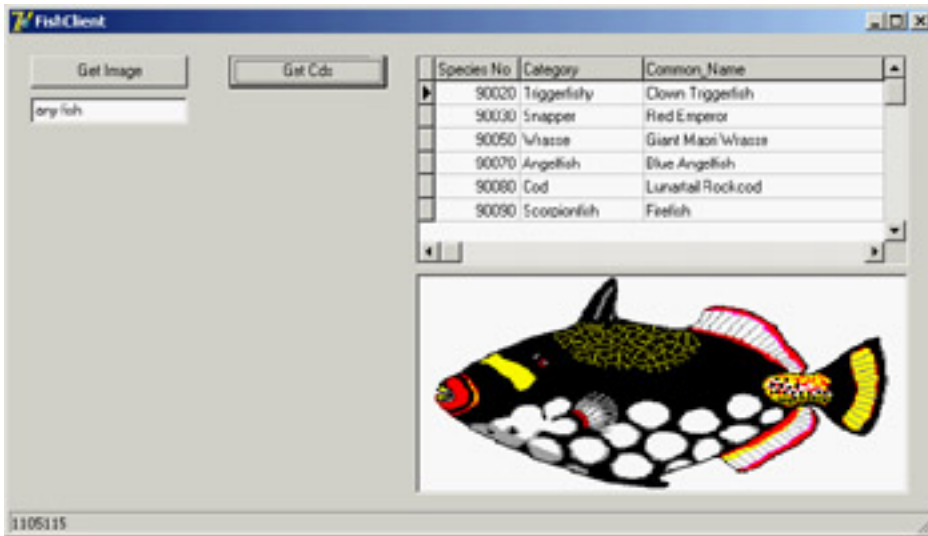 FishClient
Get Image
Get Cds
any fish
Species No Category Common_Name
90020 Triggerfishy Clown Triggerfish
90030 Snapper Red Emperor
90050 Wrasse Giant Maori Wrasse
90070 Angelfish Blue Angelfish
90080 Cod Lunartail Rockcod
90090 Scorpionfish Firefish
1105115